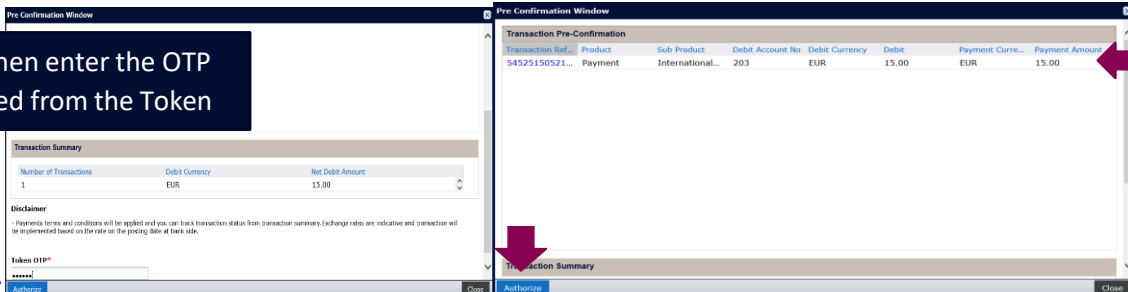 Pre Confirmation Window
hen enter the OTP
ed from the Token
Transaction Summary
Number of Transactions Debit Currency Net Debit Amount
1 EUR 15.00
Disclaimer
- Payments terms and conditions will be applied and you can track transaction status from transaction summary. Exchange rates are indicative and transaction will
be implemented based on the rate on the posting date at bank side.
Token OTP*
••••••
Authorize Close
Pre Confirmation Window
Transaction Pre-Confirmation
Transaction Ref... Product Sub Product Debit Account No Debit Currency Debit Payment Curre... Payment Amount
54525150521... Payment International... 203 EUR 15.00 EUR 15.00
Transaction Summary
Authorize Close